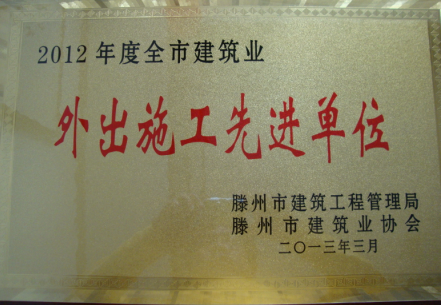 2012年度全市建筑业
外出施工先进单位
滕州市建筑工程管理局
滕州市建筑业协会
二〇一三年三月